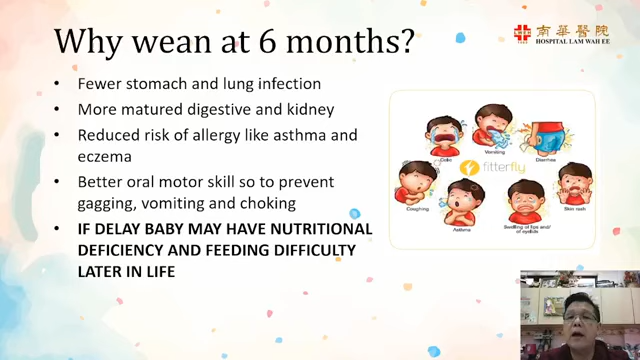 Why wean at 6 months?
南華醫院
HOSPITAL LAM WAH EE
• Fewer stomach and lung infection
• More matured digestive and kidney
• Reduced risk of allergy like asthma and
eczema
• Better oral motor skill so to prevent
gagging, vomiting and choking
• IF DELAY BABY MAY HAVE NUTRITIONAL
DEFICIENCY AND FEEDING DIFFICULTY
LATER IN LIFE
Colic
Vomiting
Diarrhea
fitterfly
Coughing
Asthma
Swelling of lips and/
or eyelids
Skin rash